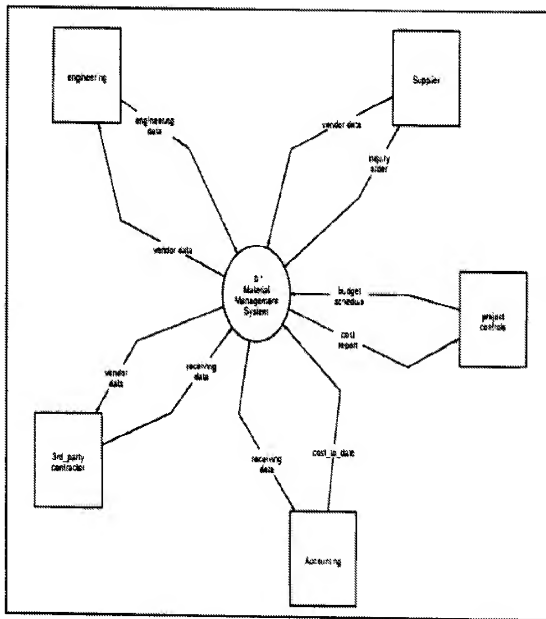 engineering
Supplier
engineering
data
vendor data
inquiry
order
vendor data
Material
Management
System
budget
schedule
project
controls
cost
report
vendor
data
receiving
data
3rd_party
contractor
receiving
data
cost_to_date
Accounting